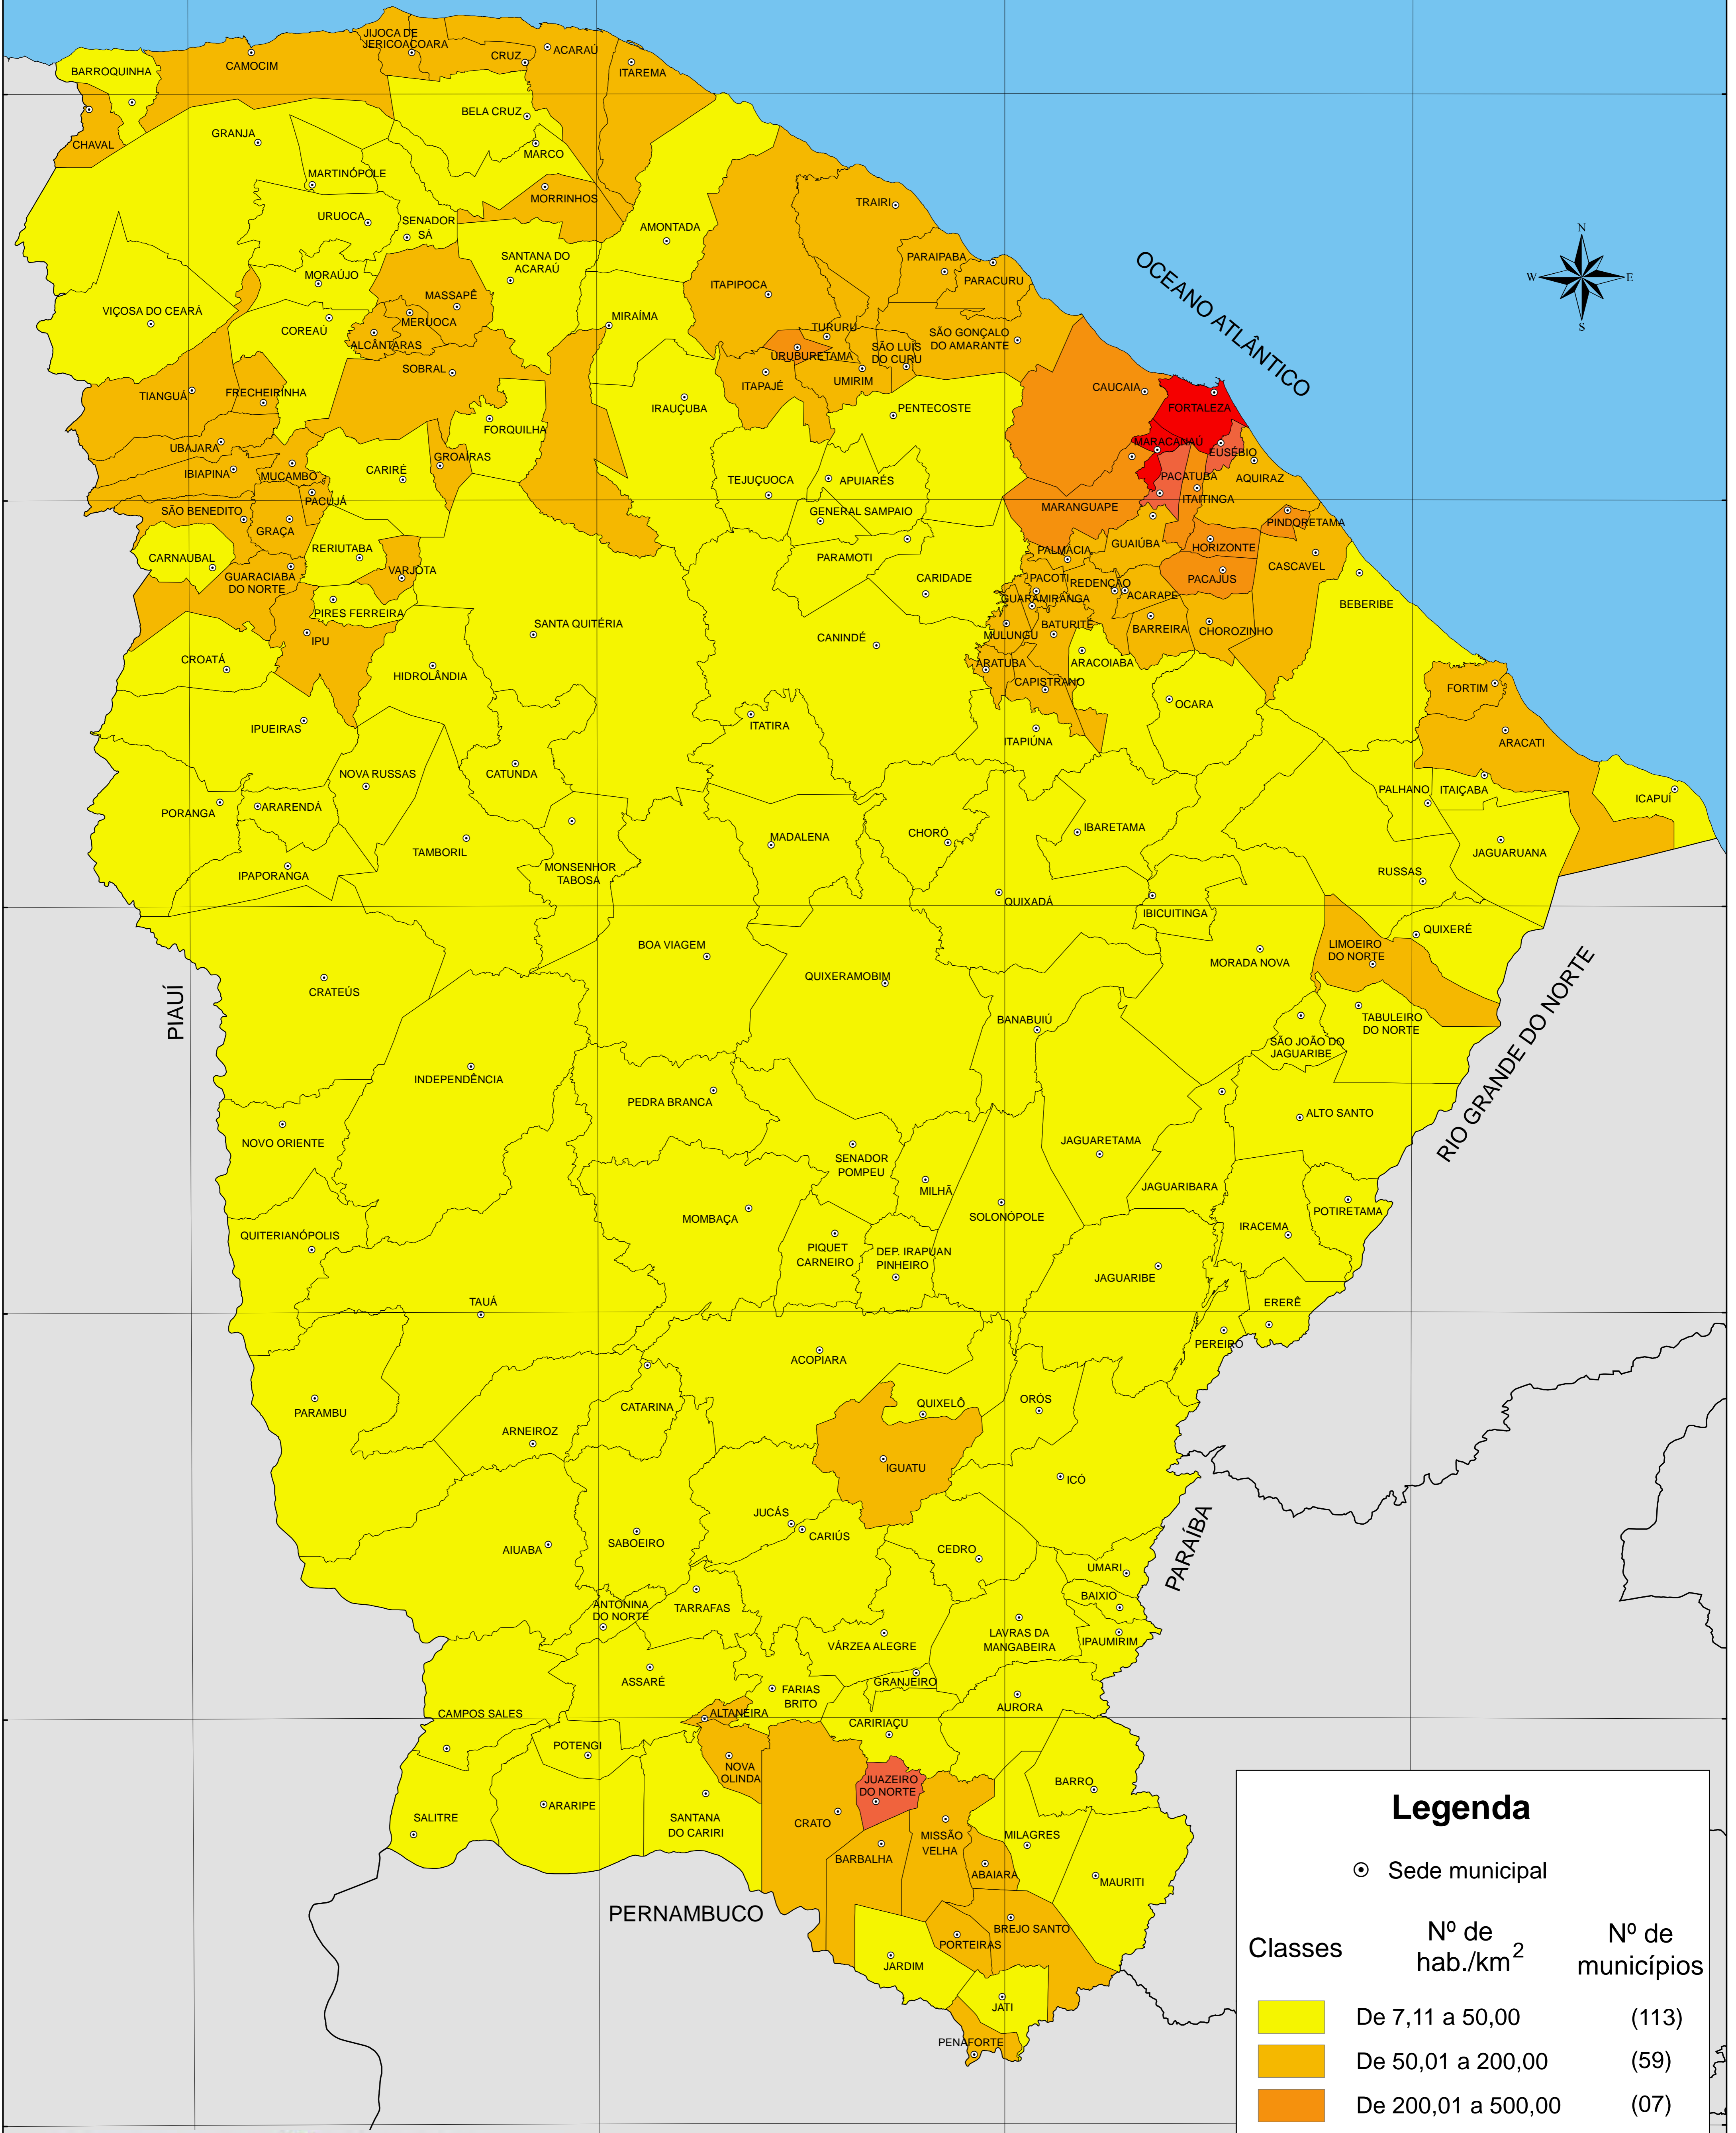 JIJOCA DE
JERICOACOARA
CRUZ
ACARAÚ
CAMOCIM
ITAREMA
BARROQUINHA
BELA CRUZ
CHAVAL
GRANJA
MARCO
MARTINÓPOLE
MORRINHOS
TRAIRI
URUOCA
SENADOR
SÁ
AMONTADA
N
W
E
S
SANTANA DO
ACARAÚ
PARAIPABA
OCEANO ATLÂNTICO
MORAÚJO
PARACURU
ITAPIPOCA
MASSAPÊ
VIÇOSA DO CEARÁ
MERUOCA
MIRAÍMA
COREAÚ
TURURU
SÃO GONÇALO
DO AMARANTE
ALCÂNTARAS
URUBURETAMA
SÃO LUIS
DO CURU
SOBRAL
ITAPAJÉ
UMIRIM
CAUCAIA
TIANGUÁ
FRECHEIRINHA
IRAUÇUBA
PENTECOSTE
FORTALEZA
FORQUILHA
UBAJARA
MARACANAÚ
EUSÉBIO
GROAÍRAS
IBIAPINA
MUCAMBO
CARIRÉ
TEJUÇUOCA
APUIARÉS
PACATUBA
AQUIRAZ
PACUJÁ
ITAITINGA
SÃO BENEDITO
GENERAL SAMPAIO
MARANGUAPE
GRAÇA
PINDORETAMA
RERIUTABA
PALMÁCIA
GUAIÚBA
HORIZONTE
CARNAUBAL
PARAMOTI
CASCAVEL
GUARACIABA
DO NORTE
VARJOTA
CARIDADE
PACOTI
REDENÇÃO
PACAJUS
GUARAMIRANGA
ACARAPE
BEBERIBE
PIRES FERREIRA
SANTA QUITÉRIA
BATURITÉ
BARREIRA
CHOROZINHO
IPU
CANINDÉ
MULUNGU
CROATÁ
ARATUBA
ARACOIABA
HIDROLÂNDIA
CAPISTRANO
FORTIM
OCARA
IPUEIRAS
ITATIRA
ITAPIÚNA
ARACATI
NOVA RUSSAS
CATUNDA
PALHANO
ITAIÇABA
ICAPUÍ
PORANGA
ARARENDÁ
IBARETAMA
MADALENA
CHORÓ
TAMBORIL
JAGUARUANA
IPAPORANGA
MONSENHOR
TABOSA
RUSSAS
QUIXADÁ
IBICUITINGA
QUIXERÉ
BOA VIAGEM
LIMOEIRO
DO NORTE
MORADA NOVA
QUIXERAMOBIM
CRATEÚS
PIAUÍ
BANABUIÚ
TABULEIRO
DO NORTE
SÃO JOÃO DO
JAGUARIBE
RIO GRANDE DO NORTE
INDEPENDÊNCIA
PEDRA BRANCA
ALTO SANTO
NOVO ORIENTE
JAGUARETAMA
SENADOR
POMPEU
JAGUARIBARA
MILHÃ
POTIRETAMA
MOMBAÇA
SOLONÓPOLE
IRACEMA
QUITERIANÓPOLIS
PIQUET
CARNEIRO
DEP. IRAPUAN
PINHEIRO
JAGUARIBE
TAUÁ
ERERÊ
PEREIRO
ACOPIARA
CATARINA
QUIXELÔ
ORÓS
PARAMBU
ARNEIROZ
IGUATU
ICÓ
JUCÁS
CARIÚS
SABOEIRO
AIUABA
CEDRO
PARAÍBA
UMARI
BAIXIO
ANTONINA
DO NORTE
TARRAFAS
LAVRAS DA
MANGABEIRA
VÁRZEA ALEGRE
IPAUMIRIM
ASSARÉ
FARIAS
BRITO
GRANJEIRO
AURORA
CAMPOS SALES
ALTANEIRA
CARIRIAÇU
POTENGI
NOVA
OLINDA
JUAZEIRO
DO NORTE
BARRO
ARARIPE
SALITRE
SANTANA
DO CARIRI
CRATO
MISSÃO
VELHA
MILAGRES
BARBALHA
ABAIARA
MAURITI
PERNAMBUCO
BREJO SANTO
PORTEIRAS
JARDIM
JATI
PENAFORTE
Legenda
Sede municipal
Classes
Nº de
hab./km2
Nº de
municípios
De 7,11 a 50,00 (113)
De 50,01 a 200,00 (59)
De 200,01 a 500,00 (07)